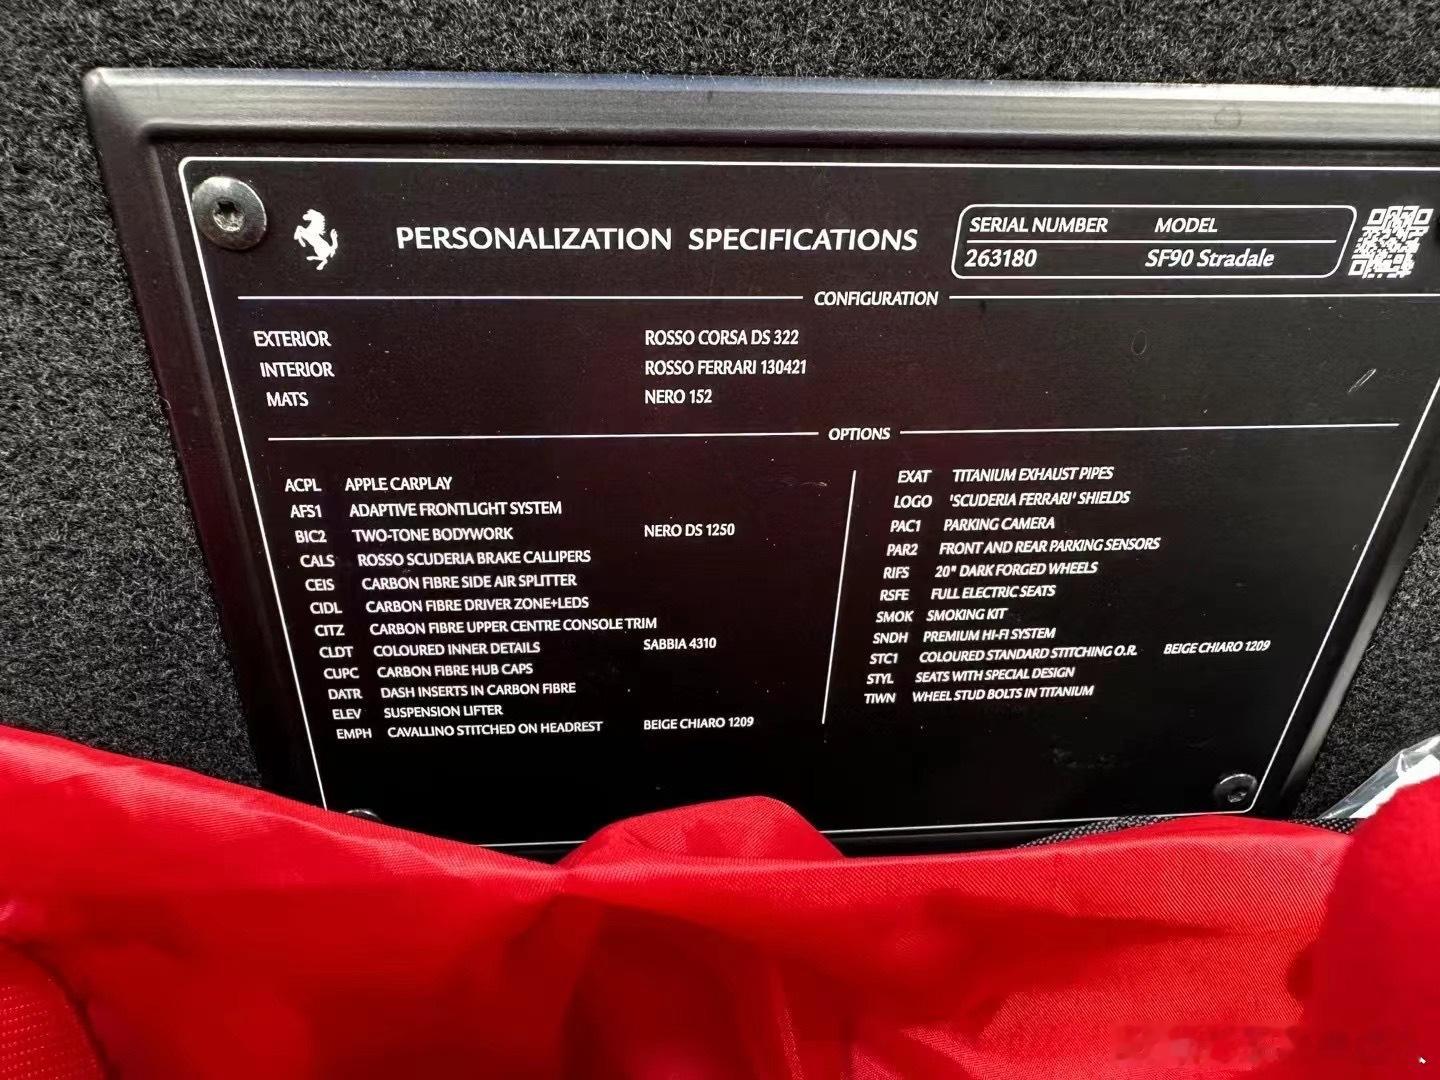 PERSONALIZATION SPECIFICATIONS
SERIAL NUMBER MODEL
263180 SF90 Stradale
CONFIGURATION
EXTERIOR ROSSO CORSA DS 322
INTERIOR ROSSO FERRARI 130421
MATS NERO 152
OPTIONS
ACPL APPLE CARPLAY
AFS1 ADAPTIVE FRONTLIGHT SYSTEM
BIC2 TWO-TONE BODYWORK NERO DS 1250
CALS ROSSO SCUDERIA BRAKE CALLIPERS
CEIS CARBON FIBRE SIDE AIR SPLITTER
CIDL CARBON FIBRE DRIVER ZONE+LEDS
CITZ CARBON FIBRE UPPER CENTRE CONSOLE TRIM
CLDT COLOURED INNER DETAILS SABBIA 4310
CUPC CARBON FIBRE HUB CAPS
DATR DASH INSERTS IN CARBON FIBRE
ELEV SUSPENSION LIFTER
EMPH CAVALLINO STITCHED ON HEADREST BEIGE CHIARO 1209
EXAT TITANIUM EXHAUST PIPES
LOGO 'SCUDERIA FERRARI' SHIELDS
PAC1 PARKING CAMERA
PAR2 FRONT AND REAR PARKING SENSORS
RIFS 20" DARK FORGED WHEELS
RSFE FULL ELECTRIC SEATS
SMOK SMOKING KIT
SNDH PREMIUM HI-FI SYSTEM
STC1 COLOURED STANDARD STITCHING O.R. BEIGE CHIARO 1209
STYL SEATS WITH SPECIAL DESIGN
TIWN WHEEL STUD BOLTS IN TITANIUM